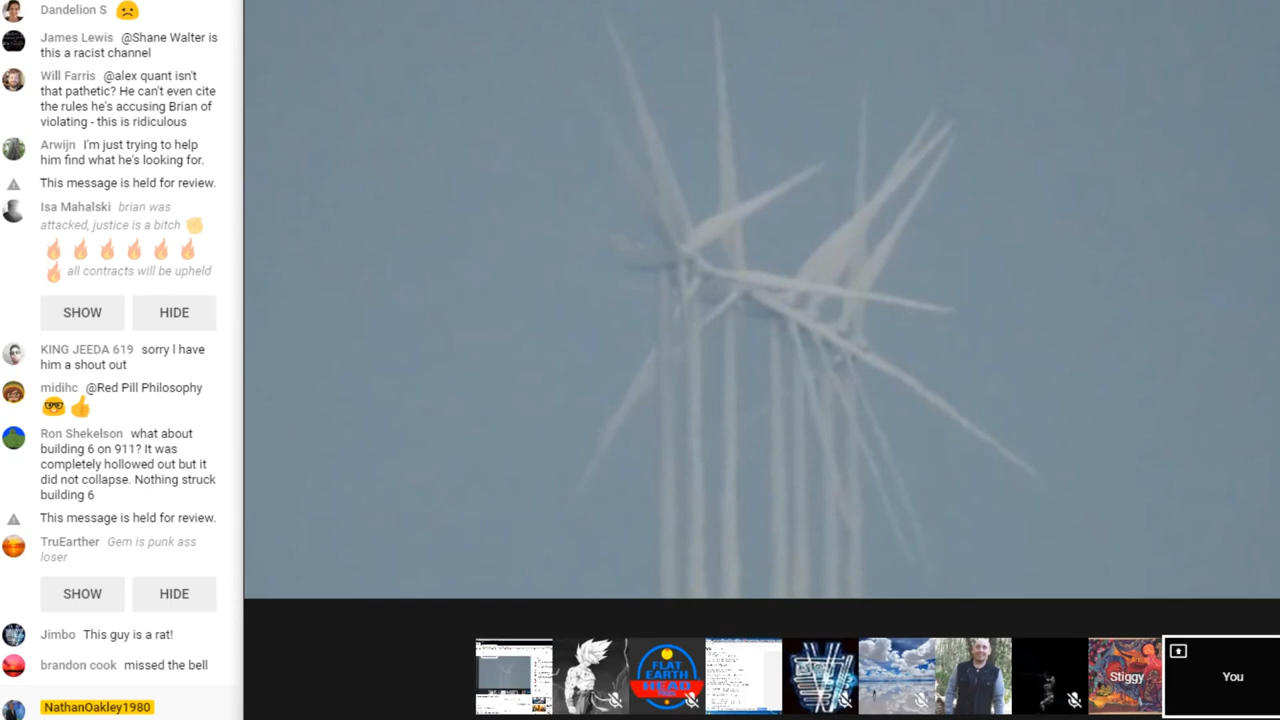 Dandelion S
James Lewis @Shane Walter is
this a racist channel
Will Farris @alex quant isn't
that pathetic? He can't even cite
the rules he's accusing Brian of
violating - this is ridiculous
Arwijn I'm just trying to help
him find what he's looking for.
This message is held for review.
Isa Mahalski brian was
attacked, justice is a bitch
all contracts will be upheld
SHOW HIDE
KING JEEDA 619 sorry l have
him a shout out
midihc @Red Pill Philosophy
Ron Shekelson what about
building 6 on 911? It was
completely hollowed out but it
did not collapse. Nothing struck
building 6
This message is held for review.
TruEarther Gem is punk ass
loser
SHOW HIDE
Jimbo This guy is a rat!
brandon cook missed the bell
NathanOakley1980
FLAT
EARTH
HEAD
Stiggy
You